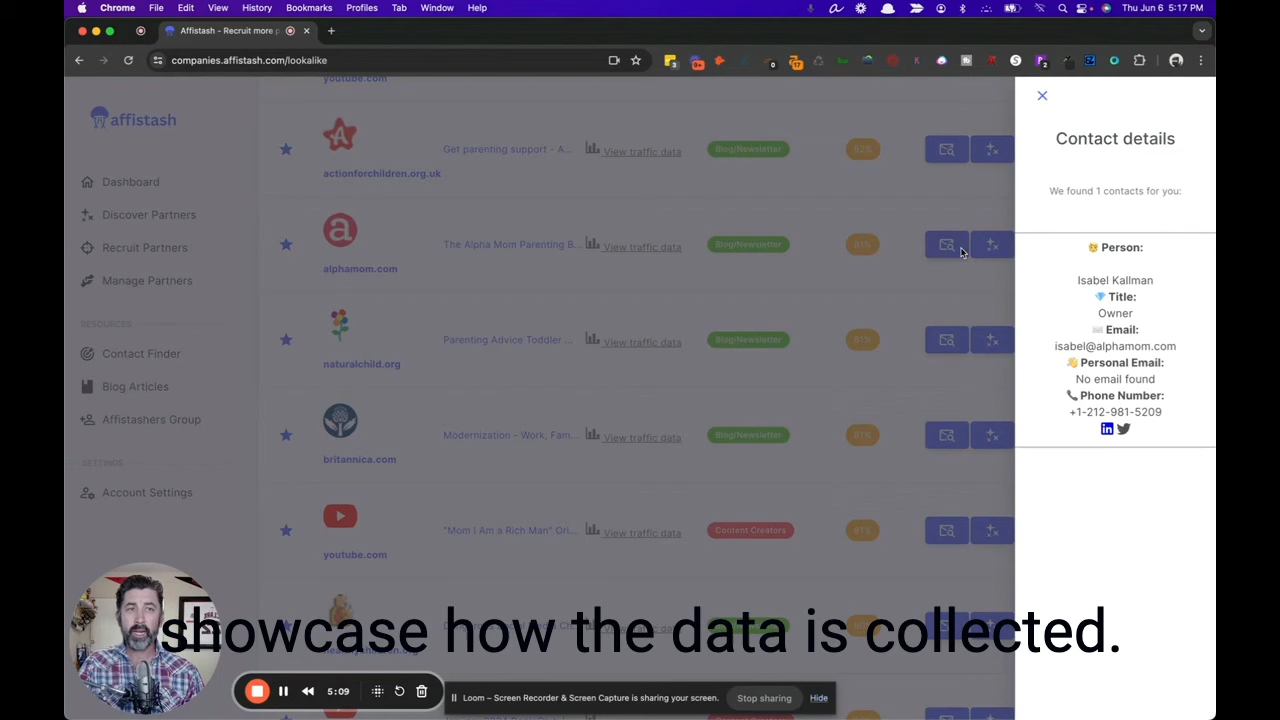 Chrome File Edit View History Bookmarks Profiles Tab Window Help
Thu Jun 6 5:17 PM
Affistash - Recruit more p
companies.affistash.com/lookalike
affistash
Dashboard
Discover Partners
Recruit Partners
Manage Partners
RESOURCES
Contact Finder
Blog Articles
Affistashers Group
SETTINGS
Account Settings
youtube.com
Get parenting support - A... View traffic data Blog/Newsletter 82%
actionforchildren.org.uk
The Alpha Mom Parenting B... View traffic data Blog/Newsletter 81%
alphamom.com
Parenting Advice Toddler ... View traffic data Blog/Newsletter 81%
naturalchild.org
Modernization - Work, Fam... View traffic data Blog/Newsletter 81%
britannica.com
"Mom I Am a Rich Man" Ori... View traffic data Content Creators 81%
youtube.com
Contact details
We found 1 contacts for you:
Person:
Isabel Kallman
Title:
Owner
Email:
isabel@alphamom.com
Personal Email:
No email found
Phone Number:
+1-212-981-5209
showcase how the data is collected.
5:09
Loom – Screen Recorder & Screen Capture is sharing your screen. Stop sharing Hide